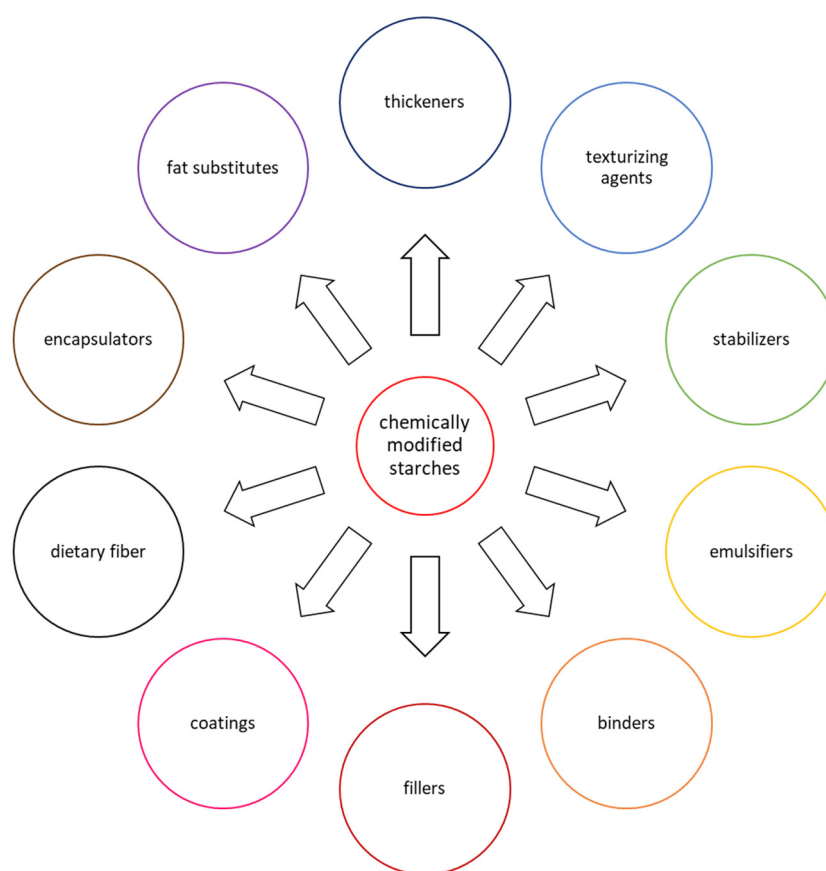 thickeners
texturizing
agents
fat substitutes
stabilizers
encapsulators
chemically
modified
starches
dietary fiber
emulsifiers
coatings
binders
fillers